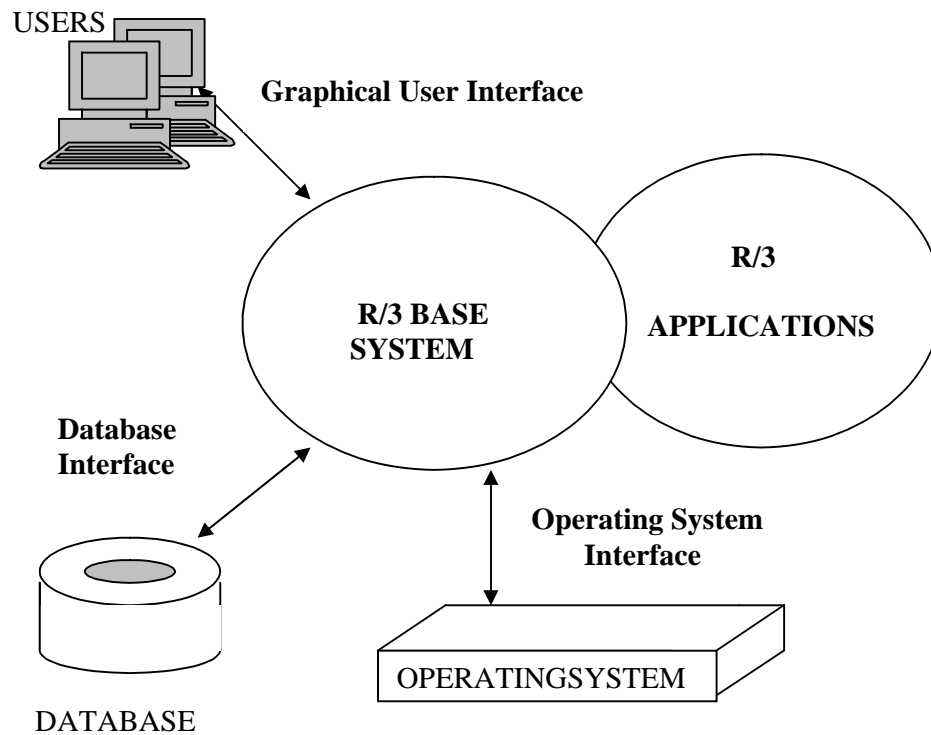 USERS
Graphical User Interface
R/3
APPLICATIONS
R/3 BASE
SYSTEM
Database
Interface
Operating System
Interface
OPERATINGSYSTEM
DATABASE